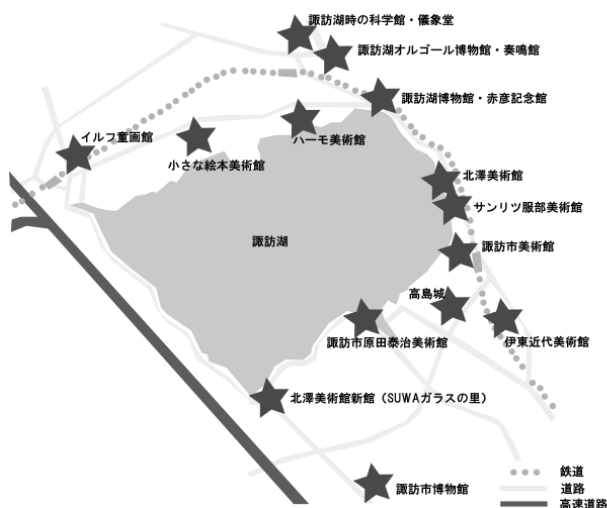 諏訪湖時の科学館・儀象堂
諏訪湖オルゴール博物館・奏鳴館
諏訪湖博物館・赤彦記念館
イルフ童画館
ハーモ美術館
小さな絵本美術館
北澤美術館
サンリツ服部美術館
諏訪湖
諏訪市美術館
高島城
諏訪市原田泰治美術館
伊東近代美術館
北澤美術館新館（SUWAガラスの里）
鉄道
諏訪市博物館
道路
高速道路